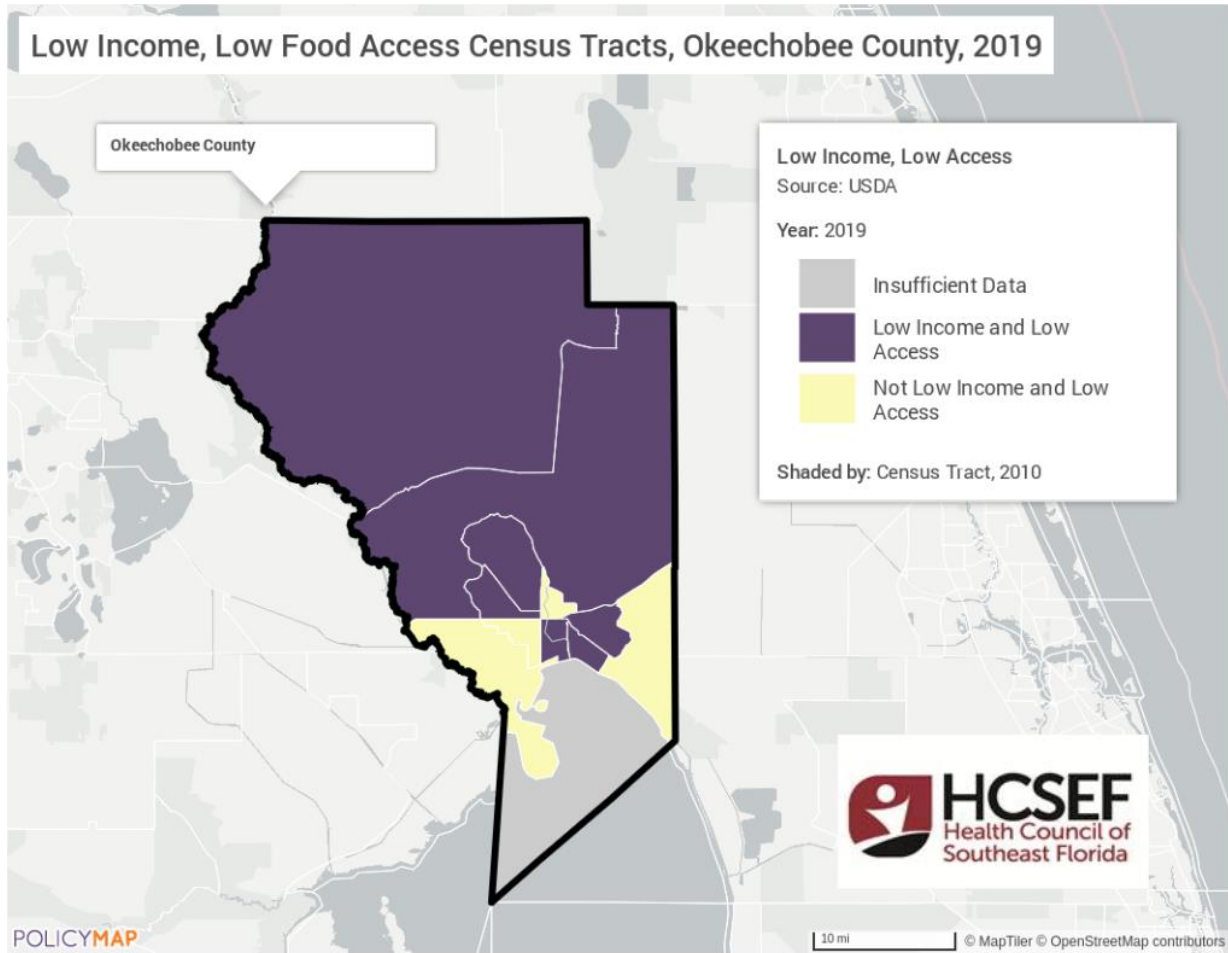 Low Income, Low Food Access Census Tracts, Okeechobee County, 2019
Okeechobee County
Low Income, Low Access
Source: USDA
Year: 2019
Insufficient Data
Low Income and Low
Access
Not Low Income and Low
Access
Shaded by: Census Tract, 2010
HCSEF
Health Council of
Southeast Florida
POLICYMAP
10 mi
© MapTiler © OpenStreetMap contributors